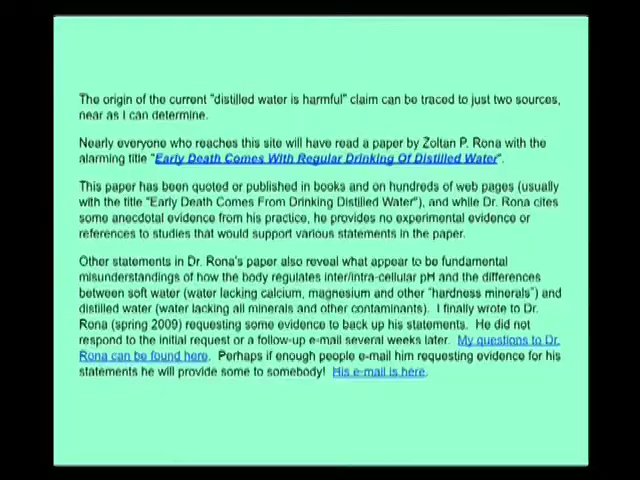 The origin of the current "distilled water is harmful" claim can be traced to just two sources,
near as I can determine.
Nearly everyone who reaches this site will have read a paper by Zoltan P. Rona with the
alarming title "Early Death Comes With Regular Drinking Of Distilled Water".
This paper has been quoted or published in books and on hundreds of web pages (usually
with the title "Early Death Comes From Drinking Distilled Water"), and while Dr. Rona cites
some anecdotal evidence from his practice, he provides no experimental evidence or
references to studies that would support various statements in the paper.
Other statements in Dr. Rona's paper also reveal what appear to be fundamental
misunderstandings of how the body regulates inter/intra-cellular pH and the differences
between soft water (water lacking calcium, magnesium and other "hardness minerals") and
distilled water (water lacking all minerals and other contaminants).  I finally wrote to Dr.
Rona (spring 2009) requesting some evidence to back up his statements.  He did not
respond to the initial request or a follow-up e-mail several weeks later.  My questions to Dr.
Rona can be found here.  Perhaps if enough people e-mail him requesting evidence for his
statements he will provide some to somebody!  His e-mail is here.